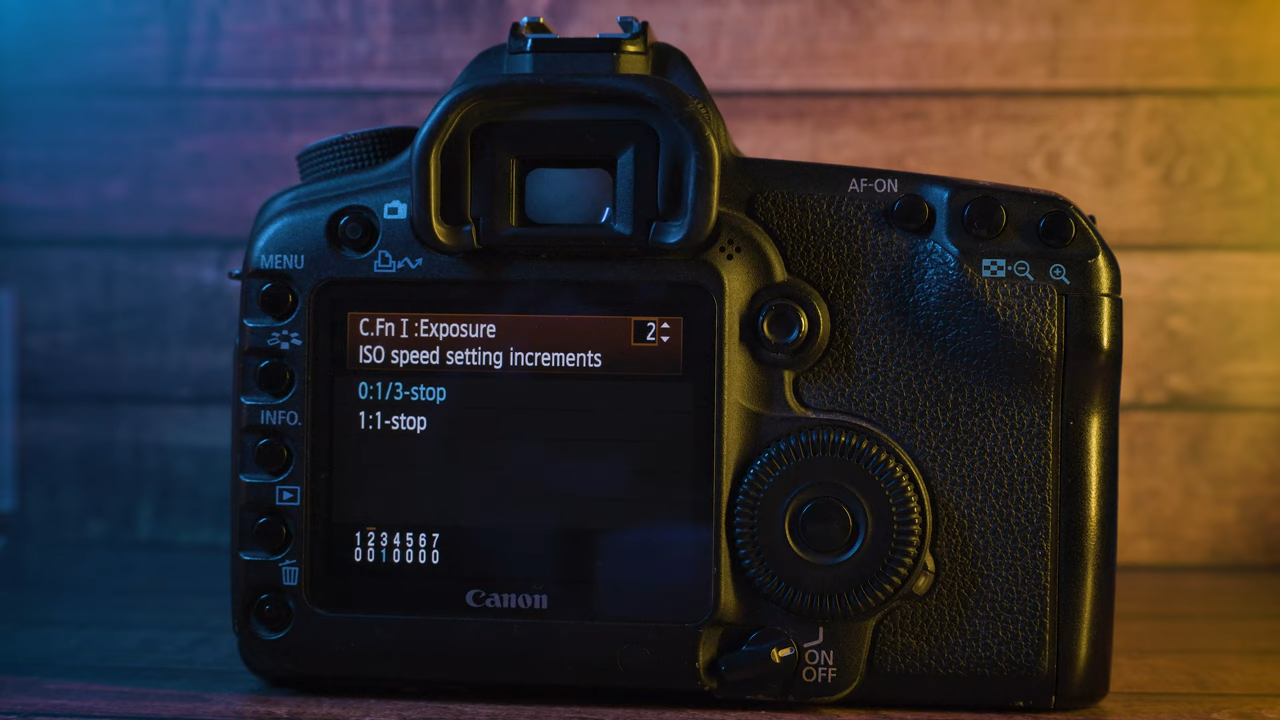 AF-ON
MENU
C.Fn I :Exposure 2
ISO speed setting increments
0:1/3-stop
1:1-stop
INFO.
1234567
0010000
Canon
ON
OFF